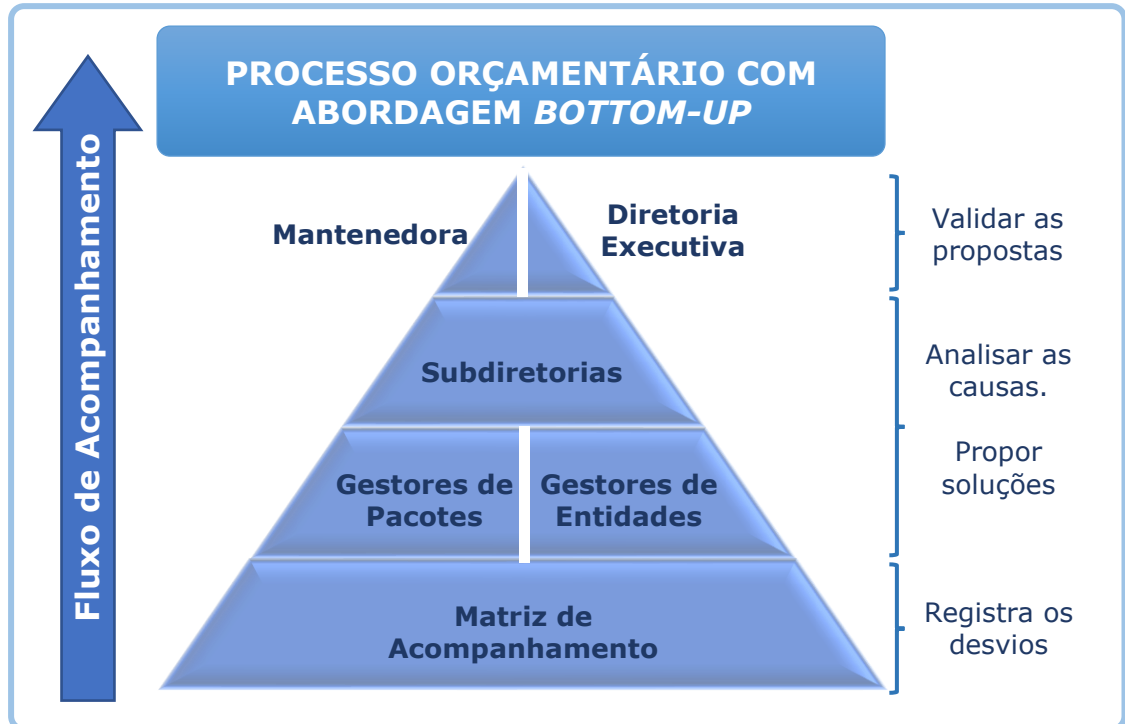 PROCESSO ORÇAMENTÁRIO COM
ABORDAGEM BOTTOM-UP
Fluxo de Acompanhamento
Mantenedora
Diretoria
Executiva
Validar as
propostas
Subdiretorias
Analisar as
causas.
Gestores de
Pacotes
Gestores de
Entidades
Propor
soluções
Matriz de
Acompanhamento
Registra os
desvios